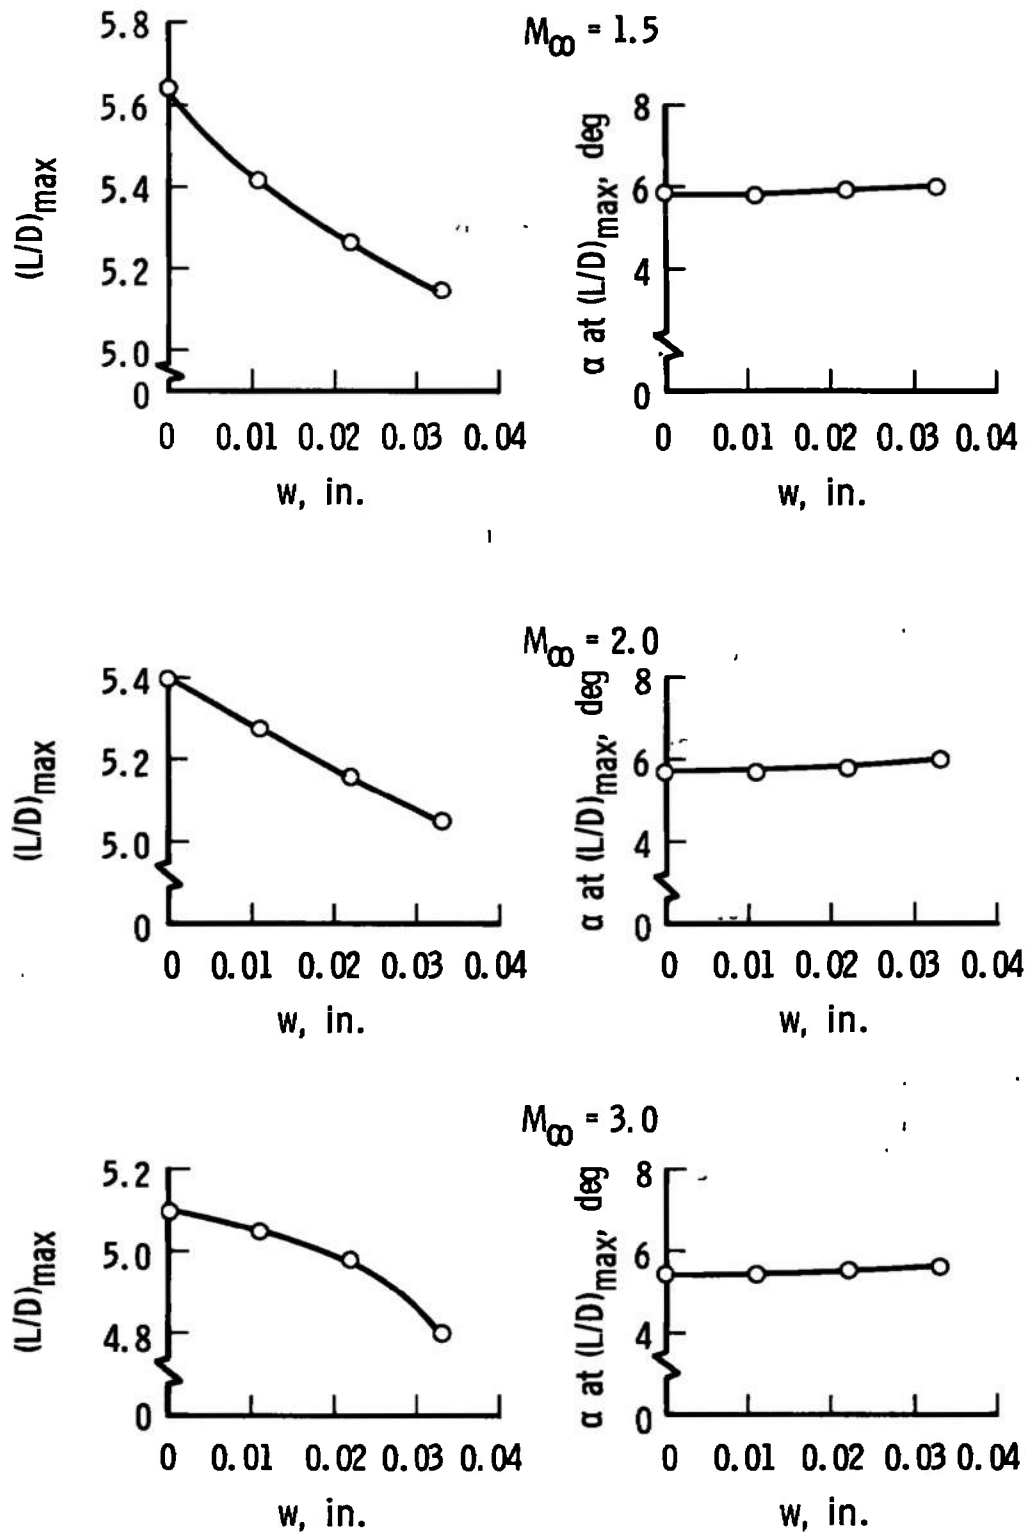 M∞ = 1.5
5.8
5.6
5.4
5.2
5.0
0
(L/D)max
0 0.01 0.02 0.03 0.04
w, in.
8
6
4
0
α at (L/D)max, deg
0 0.01 0.02 0.03 0.04
w, in.
M∞ = 2.0
5.4
5.2
5.0
0
(L/D)max
0 0.01 0.02 0.03 0.04
w, in.
8
6
4
0
α at (L/D)max, deg
0 0.01 0.02 0.03 0.04
w, in.
M∞ = 3.0
5.2
5.0
4.8
0
(L/D)max
0 0.01 0.02 0.03 0.04
w, in.
8
6
4
0
α at (L/D)max, deg
0 0.01 0.02 0.03 0.04
w, in.